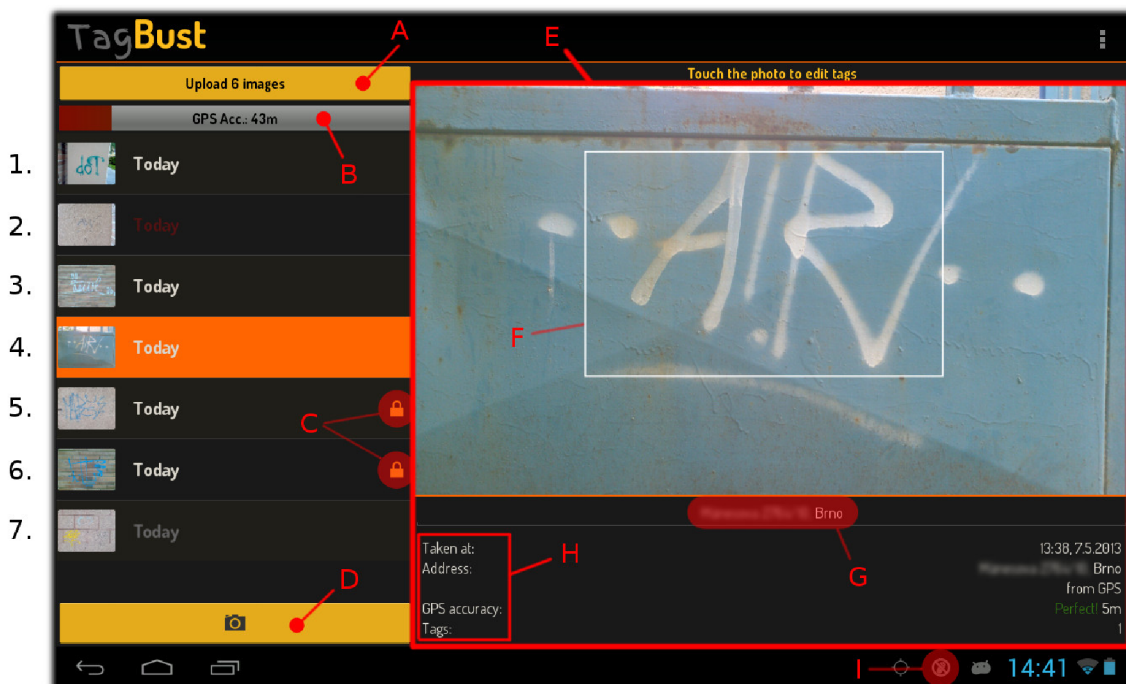 TagBust
A
E
Touch the photo to edit tags
Upload 6 images
GPS Acc.: 43m
B
1. Today
2. Today
3. Today
4. Today
5. Today
C
6. Today
7. Today
D
AIR
F
Brno
G
H
Taken at: 13:38, 7.5.2013
Address: Brno
from GPS
GPS accuracy: Perfect! 5m
Tags: 1
I
14:41